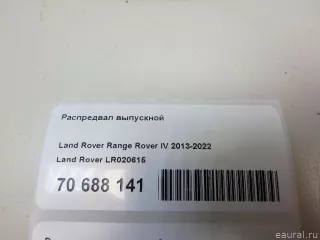 Распредвал выпускной
Land Rover Range Rover IV 2013-2022
Land Rover LR020615
70 688 141
eaural.ru